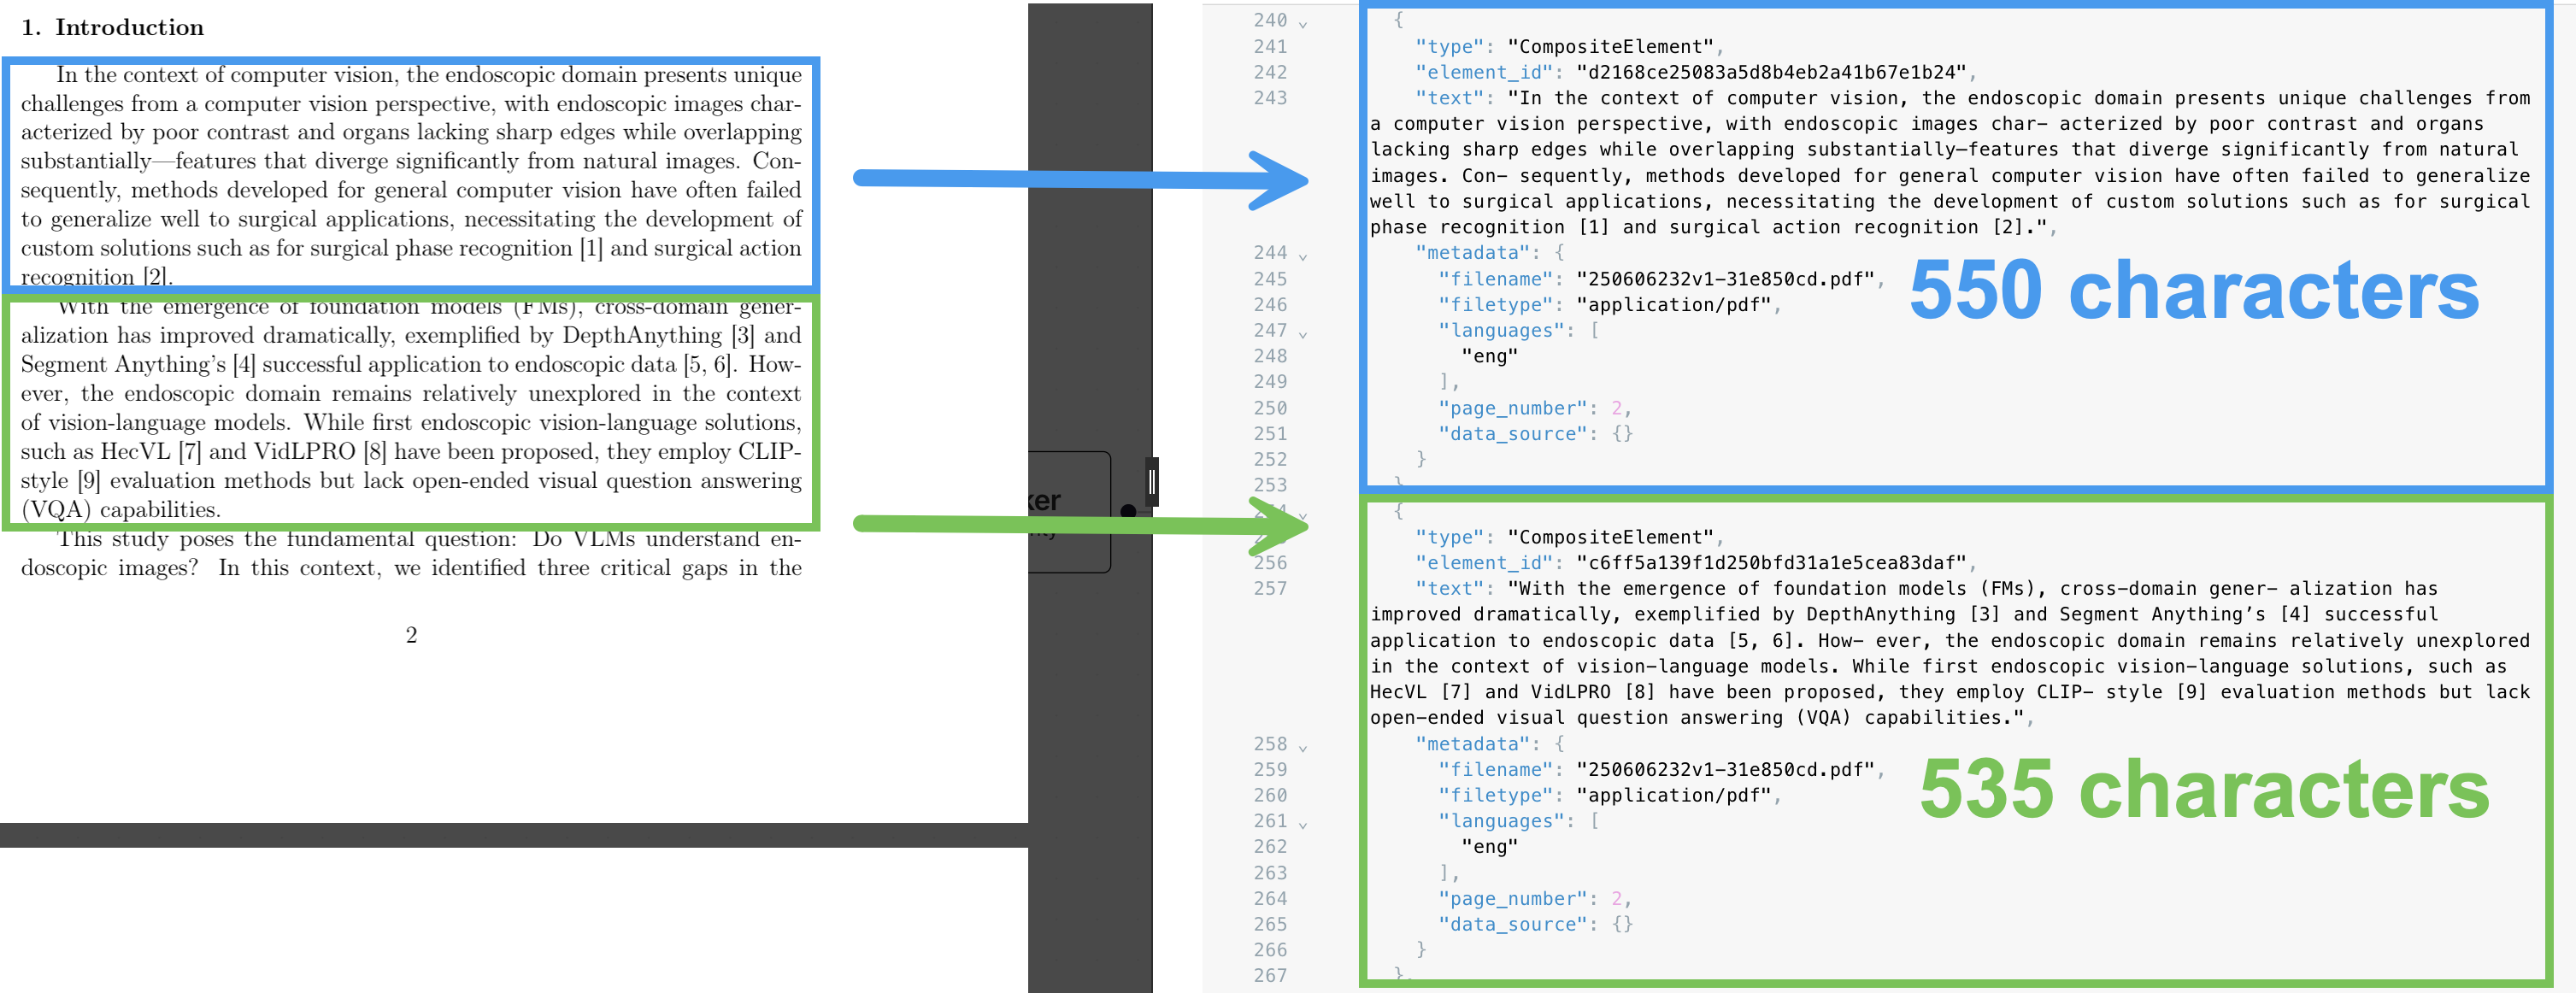 1. Introduction
In the context of computer vision, the endoscopic domain presents unique
challenges from a computer vision perspective, with endoscopic images char-
acterized by poor contrast and organs lacking sharp edges while overlapping
substantially—features that diverge significantly from natural images. Con-
sequently, methods developed for general computer vision have often failed
to generalize well to surgical applications, necessitating the development of
custom solutions such as for surgical phase recognition [1] and surgical action
recognition [2].
With the emergence of foundation models (FMs), cross-domain gener-
alization has improved dramatically, exemplified by DepthAnything [3] and
Segment Anything's [4] successful application to endoscopic data [5, 6]. How-
ever, the endoscopic domain remains relatively unexplored in the context
of vision-language models. While first endoscopic vision-language solutions,
such as HecVL [7] and VidLPRO [8] have been proposed, they employ CLIP-
style [9] evaluation methods but lack open-ended visual question answering
(VQA) capabilities.
This study poses the fundamental question: Do VLMs understand en-
doscopic images? In this context, we identified three critical gaps in the
2
ker
240 {
241 "type": "CompositeElement",
242 "element_id": "d2168ce25083a5d8b4eb2a41b67e1b24",
243 "text": "In the context of computer vision, the endoscopic domain presents unique challenges from
a computer vision perspective, with endoscopic images char– acterized by poor contrast and organs
lacking sharp edges while overlapping substantially—features that diverge significantly from natural
images. Con– sequently, methods developed for general computer vision have often failed to generalize
well to surgical applications, necessitating the development of custom solutions such as for surgical
phase recognition [1] and surgical action recognition [2].",
244 "metadata": {
245 "filename": "250606232v1-31e850cd.pdf",
246 "filetype": "application/pdf",
247 "languages": [
248 "eng"
249 ],
250 "page_number": 2,
251 "data_source": {}
252 }
253 }
550 characters
{
"type": "CompositeElement",
256 "element_id": "c6ff5a139f1d250bfd31a1e5cea83daf",
257 "text": "With the emergence of foundation models (FMs), cross-domain gener– alization has
improved dramatically, exemplified by DepthAnything [3] and Segment Anything's [4] successful
application to endoscopic data [5, 6]. How– ever, the endoscopic domain remains relatively unexplored
in the context of vision-language models. While first endoscopic vision-language solutions, such as
HecVL [7] and VidLPRO [8] have been proposed, they employ CLIP– style [9] evaluation methods but lack
open-ended visual question answering (VQA) capabilities.",
258 "metadata": {
259 "filename": "250606232v1-31e850cd.pdf",
260 "filetype": "application/pdf",
261 "languages": [
262 "eng"
263 ],
264 "page_number": 2,
265 "data_source": {}
266 }
267 },
535 characters